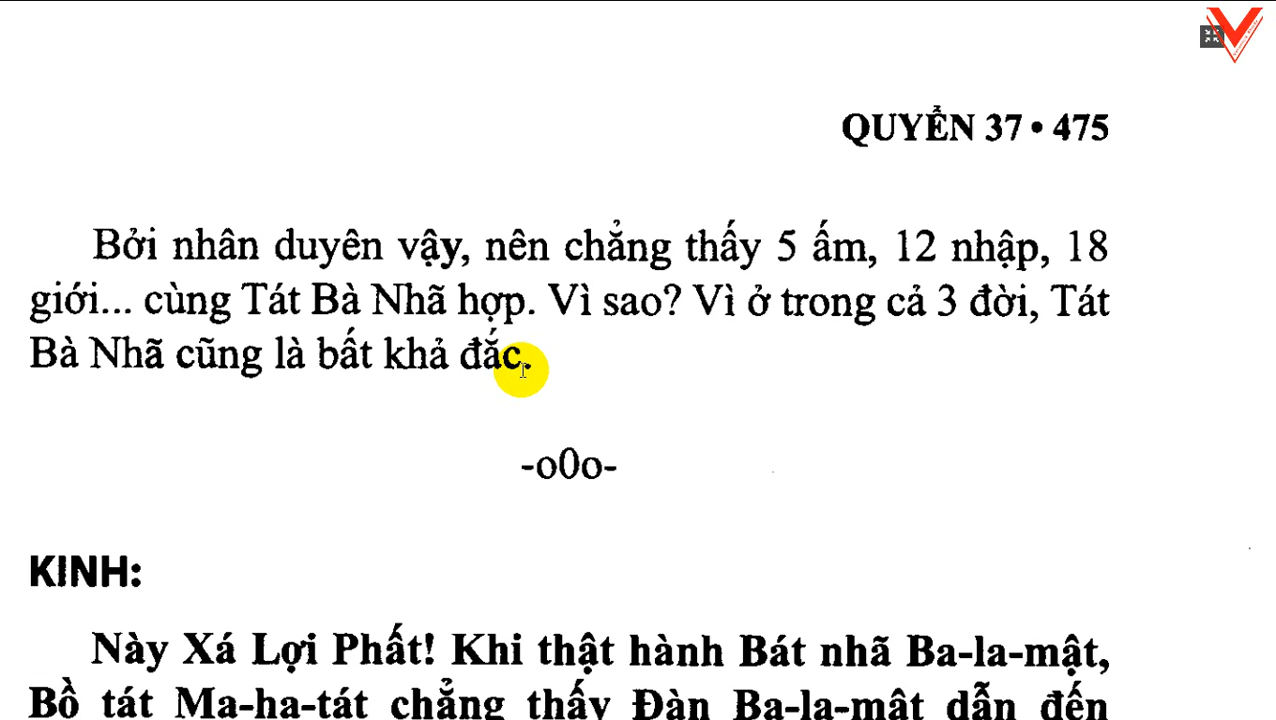 QUYỂN 37 • 475
Bởi nhân duyên vậy, nên chẳng thấy 5 ấm, 12 nhập, 18
giới... cùng Tát Bà Nhã hợp. Vì sao? Vì ở trong cả 3 đời, Tát
Bà Nhã cũng là bất khả đắc.
-o0o-
KINH:
Này Xá Lợi Phất! Khi thật hành Bát nhã Ba-la-mật,
Bồ tát Ma-ha-tát chẳng thấy Đàn Ba-la-mật dẫn đến